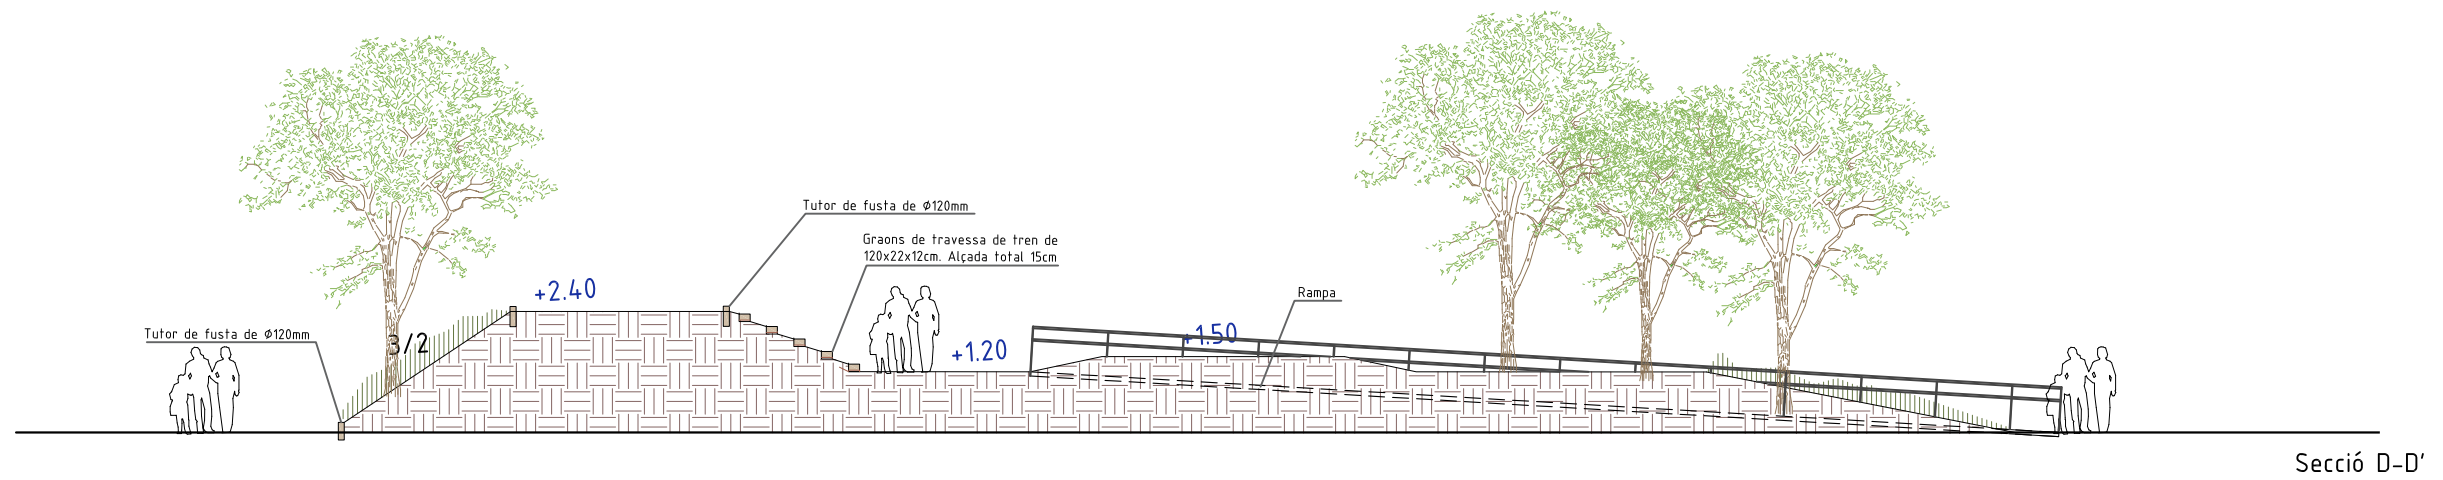 Tutor de fusta de Ø120mm
Graons de travessa de tren de
120x22x12cm. Alçada total 15cm
+2.40
Rampa
Tutor de fusta de Ø120mm
3/2
+1.20
+1.50
Secció D-D'